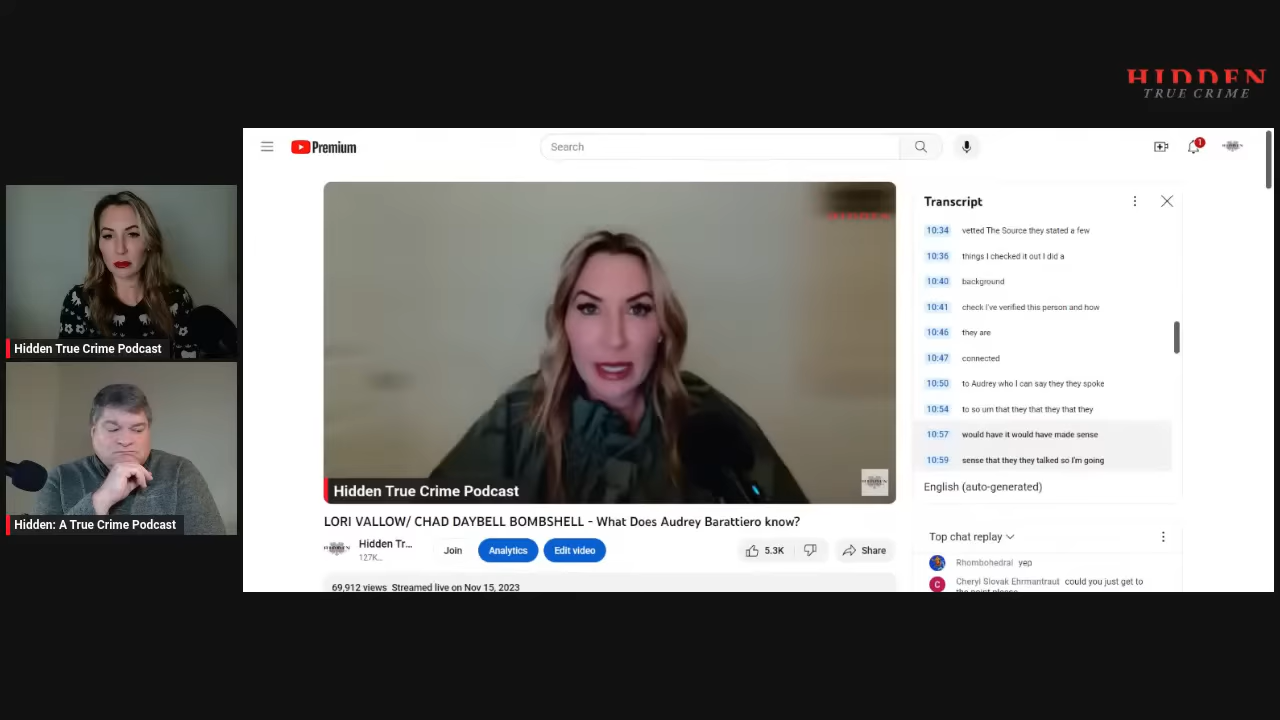 HIDDEN
TRUE CRIME
Premium
Search
1
Hidden True Crime Podcast
Hidden: A True Crime Podcast
HIDDEN
Hidden True Crime Podcast
LORI VALLOW/ CHAD DAYBELL BOMBSHELL - What Does Audrey Barattiero know?
Hidden Tr...
127K..
Join
Analytics
Edit video
5.3K
Share
69,912 views Streamed live on Nov 15, 2023
Transcript
10:34 vetted The Source they stated a few
10:36 things I checked it out I did a
10:40 background
10:41 check I've verified this person and how
10:46 they are
10:47 connected
10:50 to Audrey who I can say they they spoke
10:54 to so um that they that they that they
10:57 would have it would have made sense
10:59 sense that they they talked so I'm going
English (auto-generated)
Top chat replay
Rhombohedral yep
C
Cheryl Slovak Ehrmantraut could you just get to
the point please